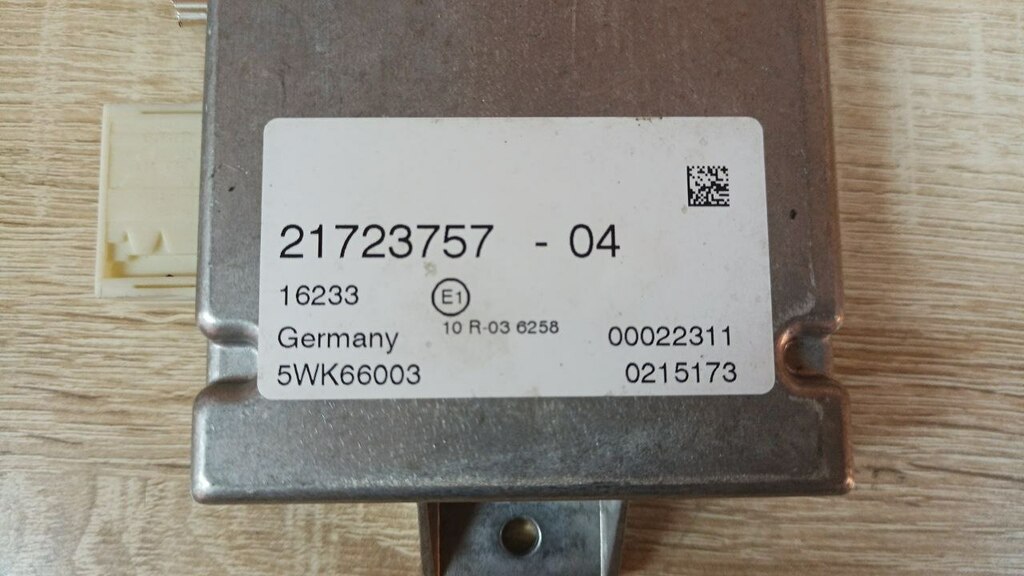 21723757 - 04
16233 E1
10 R-03 6258
Germany 00022311
5WK66003 0215173